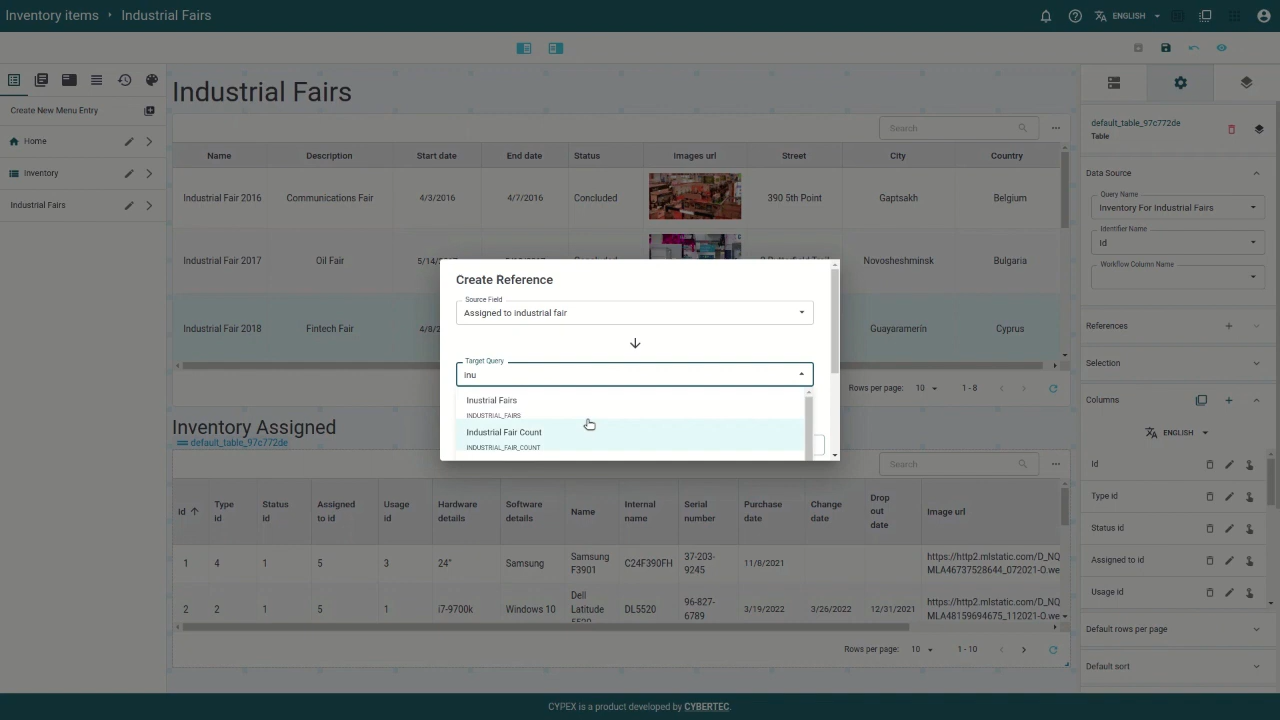 Inventory items • Industrial Fairs
ENGLISH
Create New Menu Entry
Home
Inventory
Industrial Fairs
Industrial Fairs
Search
Name Description Start date End date Status Images url Street City Country
Industrial Fair 2016 Communications Fair 4/3/2016 4/7/2016 Concluded 390 5th Point Gaptsakh Belgium
Industrial Fair 2017 Oil Fair Novosheshminsk Bulgaria
Industrial Fair 2018 Fintech Fair Guayaramerin Cyprus
Rows per page: 10 1-8
Create Reference
Source Field
Assigned to industrial fair
Target Query
inu
Inustrial Fairs
INDUSTRIAL_FAIRS
Industrial Fair Count
INDUSTRIAL_FAIR_COUNT
Inventory Assigned
default_table_97c772de
Search
Id Type id Status id Assigned to id Usage id Hardware details Software details Name Internal name Serial number Purchase date Change date Drop out date Image url
1 4 1 5 3 24" Samsung Samsung F3901 C24F390FH 37-203-9245 11/8/2021 https://http2.mlstatic.com/D_NQ
MLA46737528644_072021-O.we
2 2 1 5 1 i7-9700k Windows 10 Dell Latitude DL5520 96-827-6789 3/19/2022 3/26/2022 12/31/2021 https://http2.mlstatic.com/D_NQ
MLA48159694675_112021-O.we
Rows per page: 10 1-10
default_table_97c772de
Table
Data Source
Query Name
Inventory For Industrial Fairs
Identifier Name
Id
Workflow Column Name
References
Selection
Columns
ENGLISH
Id
Type id
Status id
Assigned to id
Usage id
Default rows per page
Default sort
CYPEX is a product developed by CYBERTEC.